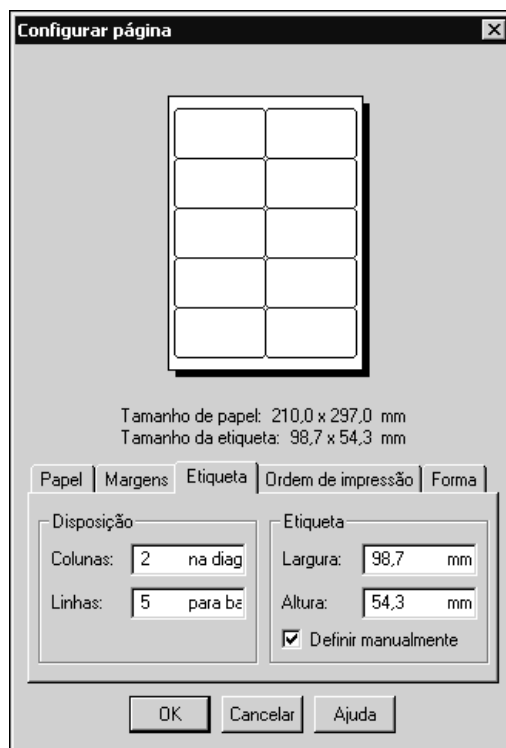 Configurar página
Tamanho de papel: 210,0 x 297,0 mm
Tamanho da etiqueta: 98,7 x 54,3 mm
Papel Margens Etiqueta Ordem de impressão Forma
Disposição
Colunas: 2 na diag
Linhas: 5 para ba
Etiqueta
Largura: 98,7 mm
Altura: 54,3 mm
Definir manualmente
OK Cancelar Ajuda